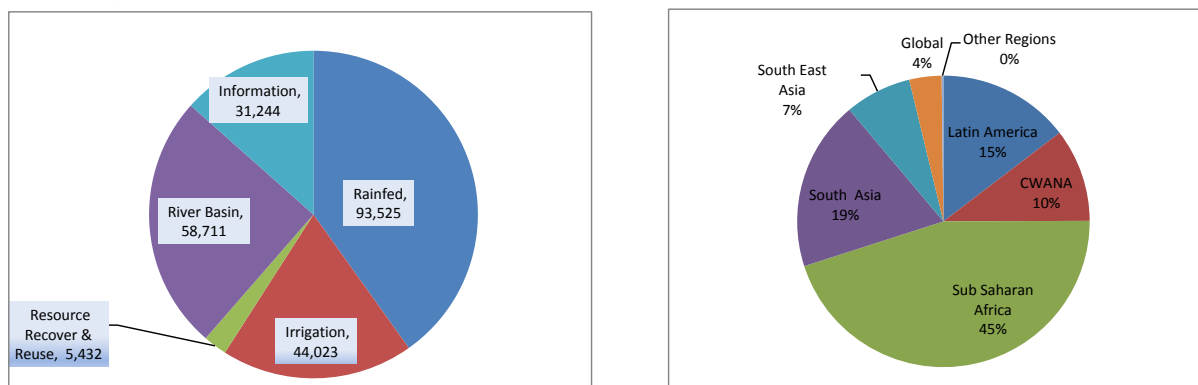 Information,
31,244
Rainfed,
93,525
River Basin,
58,711
Resource
Recover &
Reuse, 5,432
Irrigation,
44,023
Other Regions
0%
Global
4%
South East
Asia
7%
Latin America
15%
CWANA
10%
South Asia
19%
Sub Saharan
Africa
45%